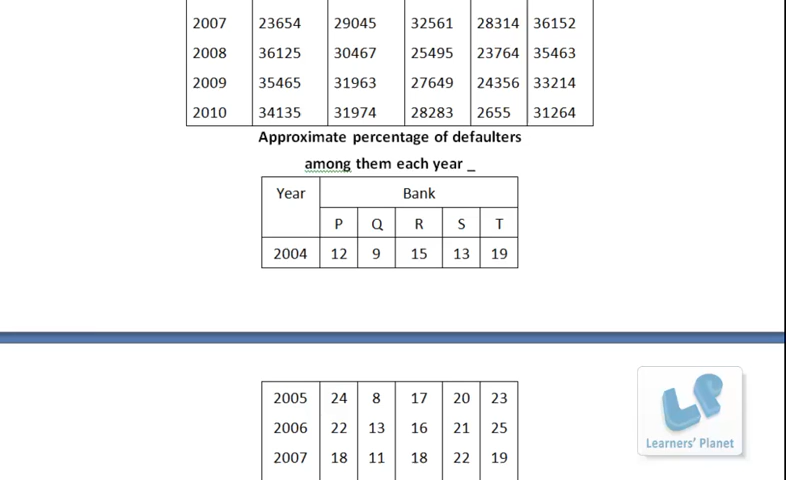 2007 23654 29045 32561 28314 36152
2008 36125 30467 25495 23764 35463
2009 35465 31963 27649 24356 33214
2010 34135 31974 28283 2655 31264
Approximate percentage of defaulters
among them each year _
Year Bank
P Q R S T
2004 12 9 15 13 19
2005 24 8 17 20 23
2006 22 13 16 21 25
2007 18 11 18 22 19
LP
Learners' Planet